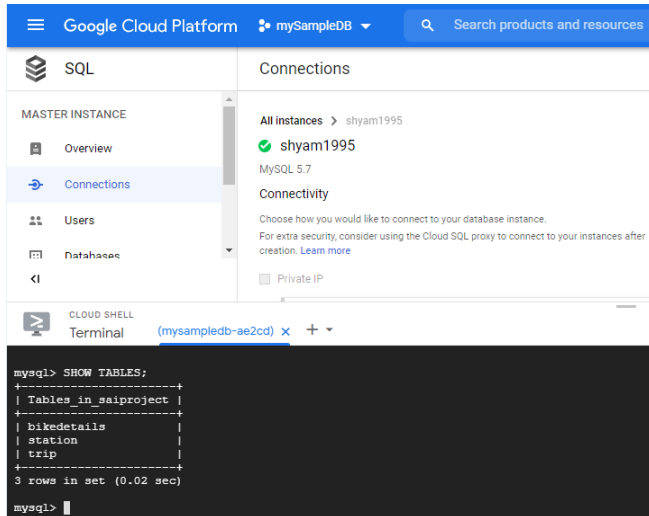 Google Cloud Platform mySampleDB Search products and resources
SQL Connections
MASTER INSTANCE
Overview
Connections
Users
Databases
All instances > shyam1995
shyam1995
MySQL 5.7
Connectivity
Choose how you would like to connect to your database instance.
For extra security, consider using the Cloud SQL proxy to connect to your instances after
creation. Learn more
Private IP
CLOUD SHELL
Terminal (mysampledb-ae2cd) × + 
mysql> SHOW TABLES;
+----------------------+
| Tables_in_saiproject |
+----------------------+
| bikedetails          |
| station              |
| trip                 |
+----------------------+
3 rows in set (0.02 sec)
mysql>